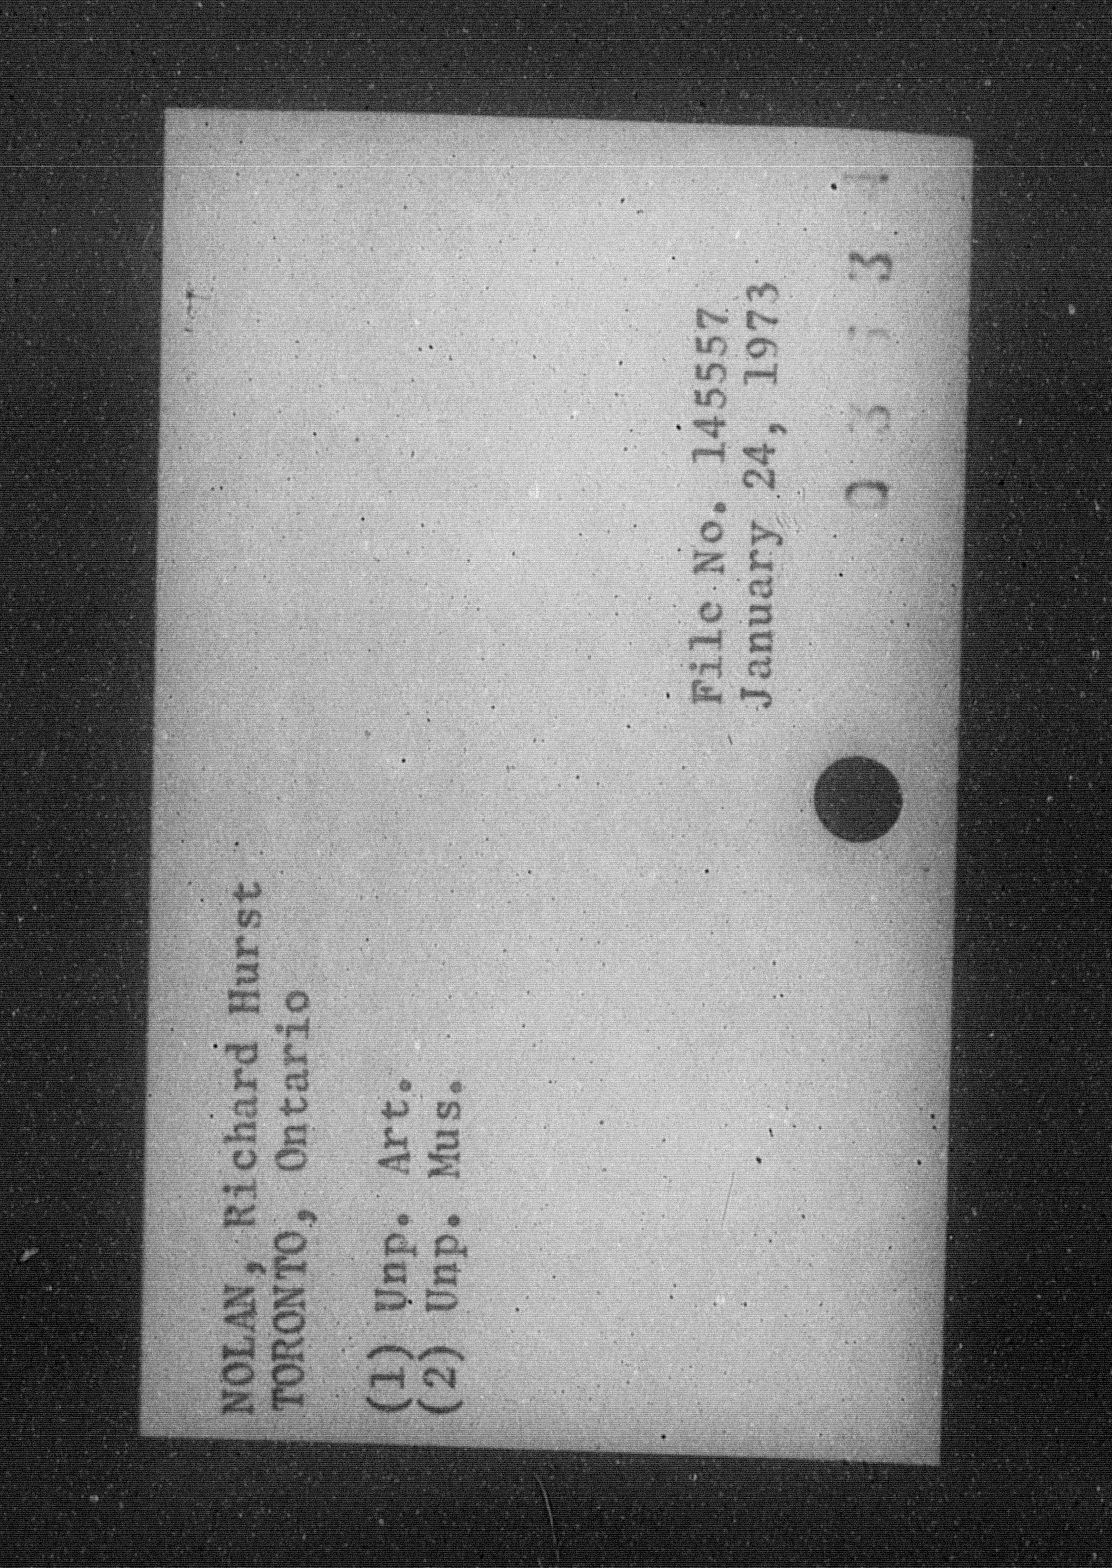 NOLAN, Richard Hurst
TORONTO, Ontario
(1) Unp. Art.
(2) Unp. Mus.
File No. 145557
January 24, 1973